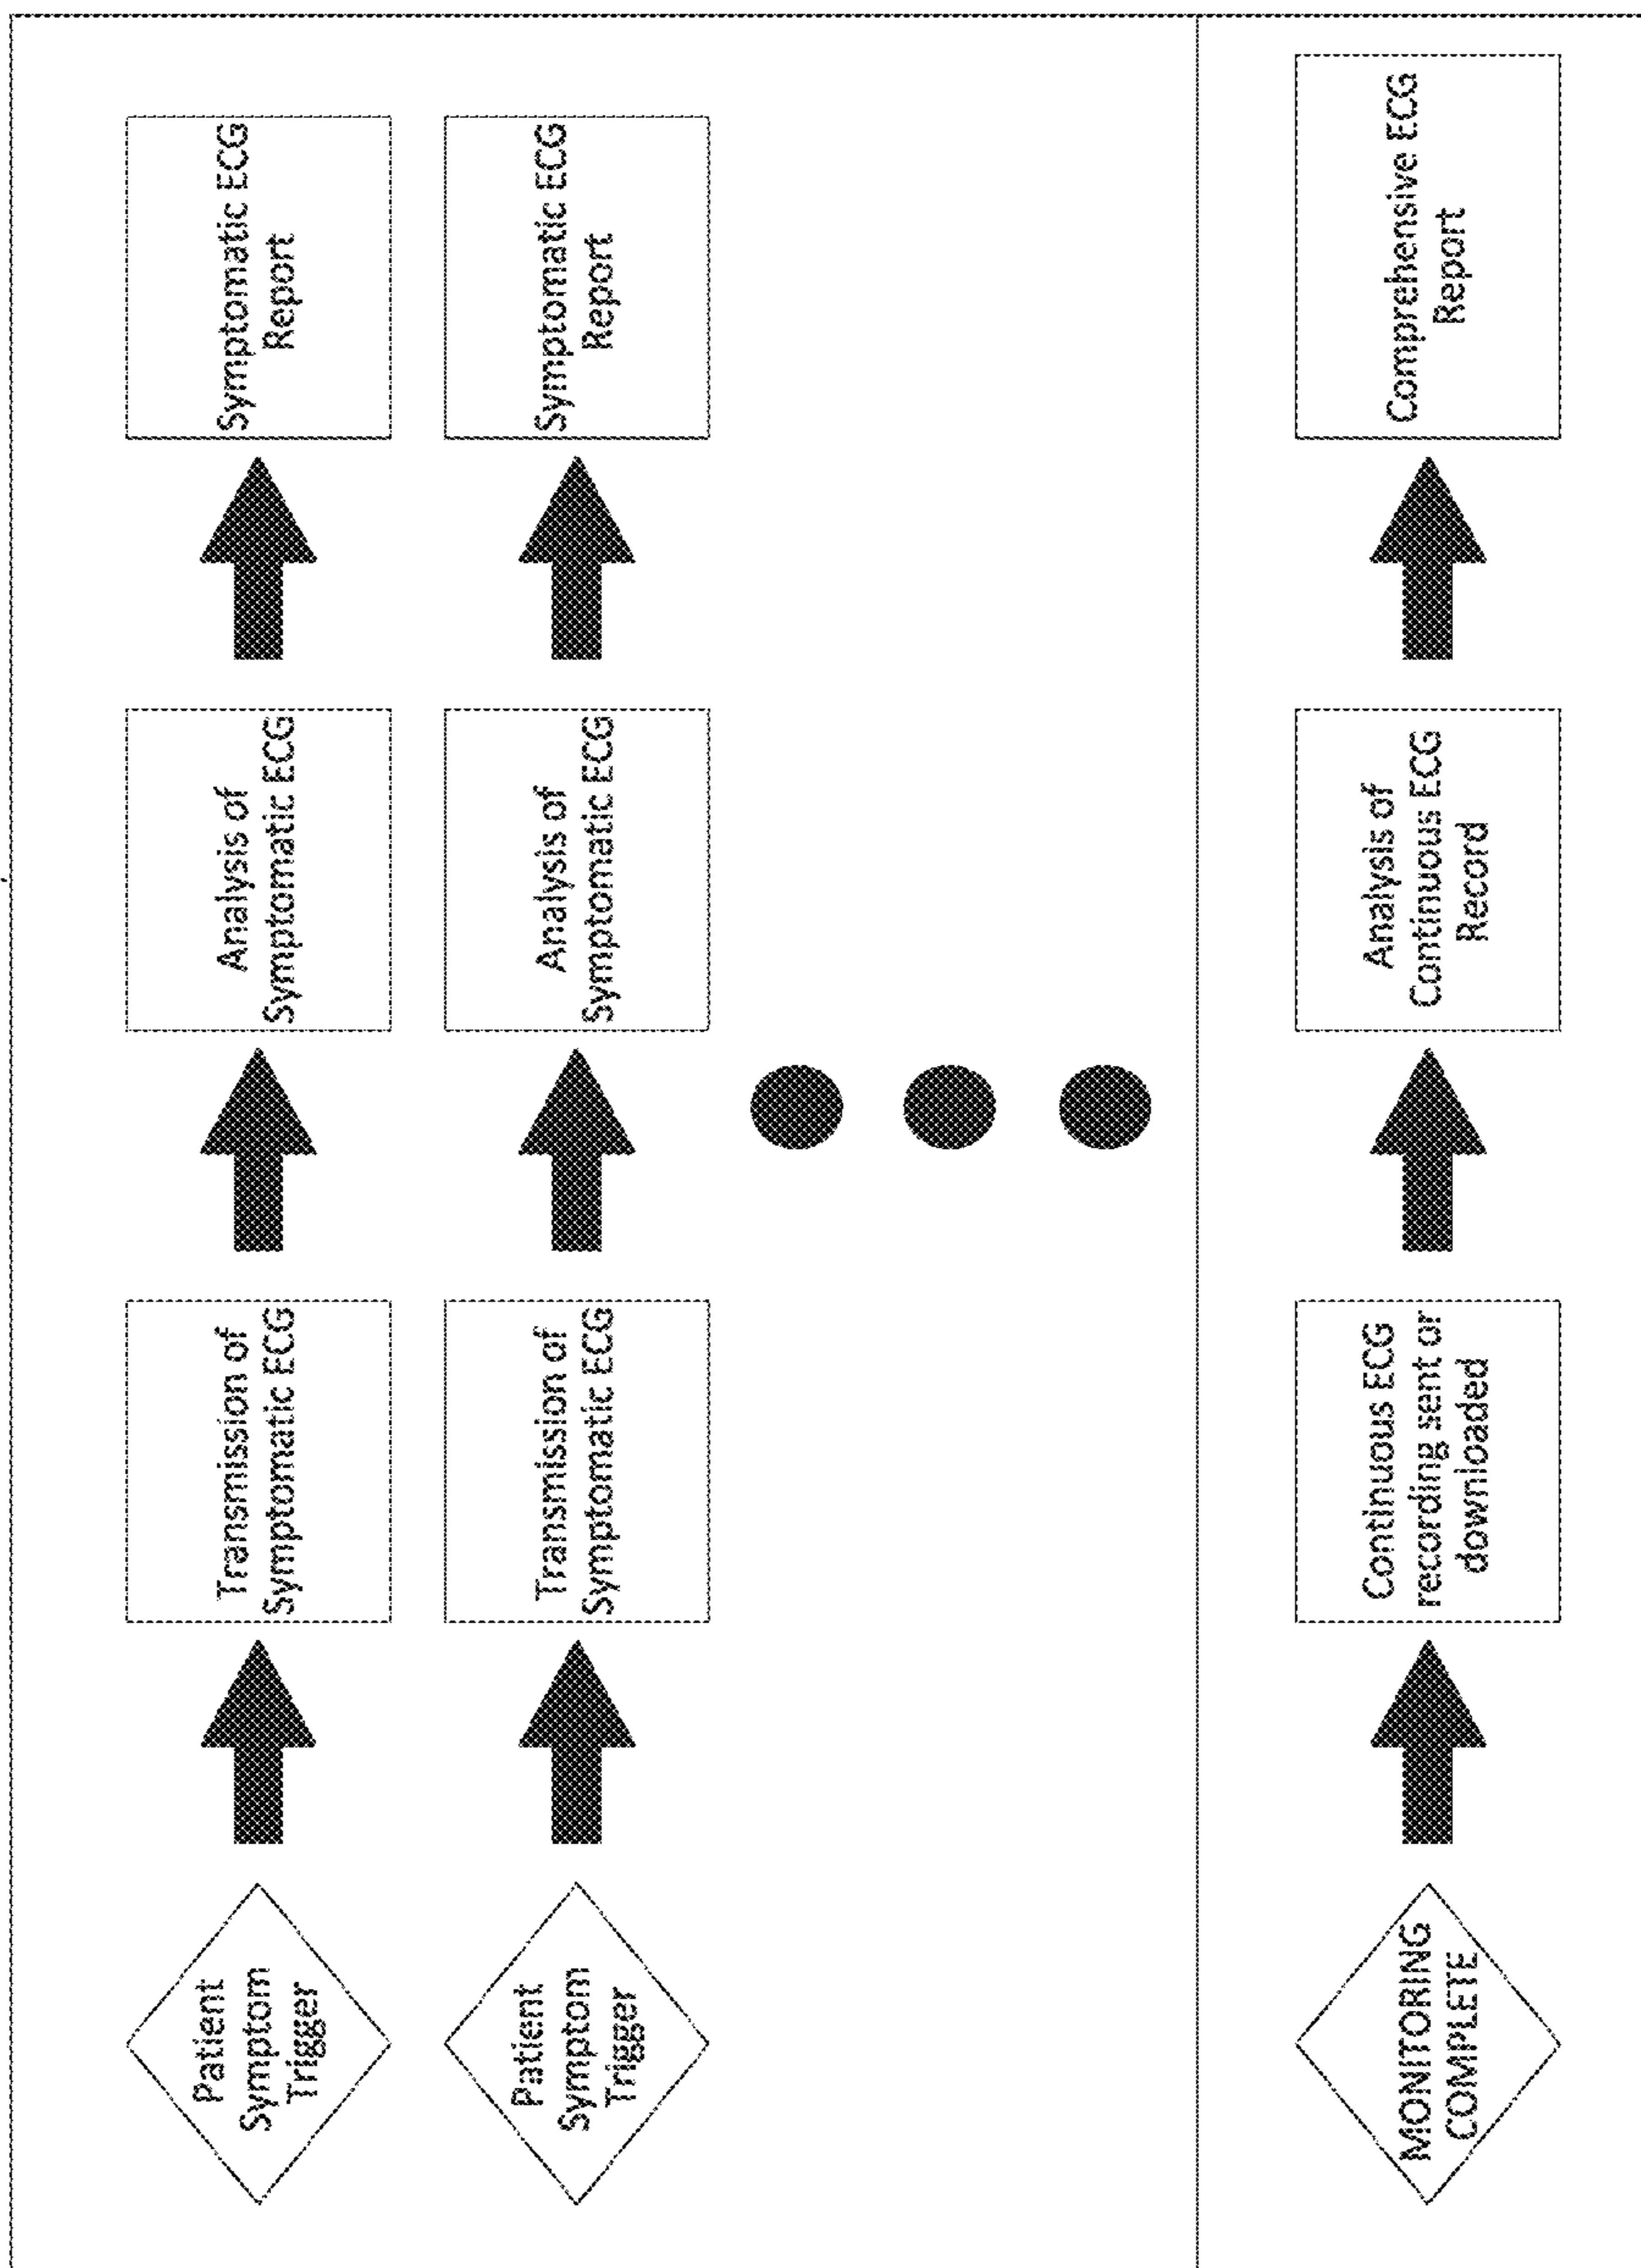 Patient
Symptom
Trigger
Transmission of
Symptomatic ECG
Analysis of
Symptomatic ECG
Symptomatic ECG
Report
Patient
Symptom
Trigger
Transmission of
Symptomatic ECG
Analysis of
Symptomatic ECG
Symptomatic ECG
Report
MONITORING
COMPLETE
Continuous ECG
recording sent or
downloaded
Analysis of
Continuous ECG
Record
Comprehensive ECG
Report